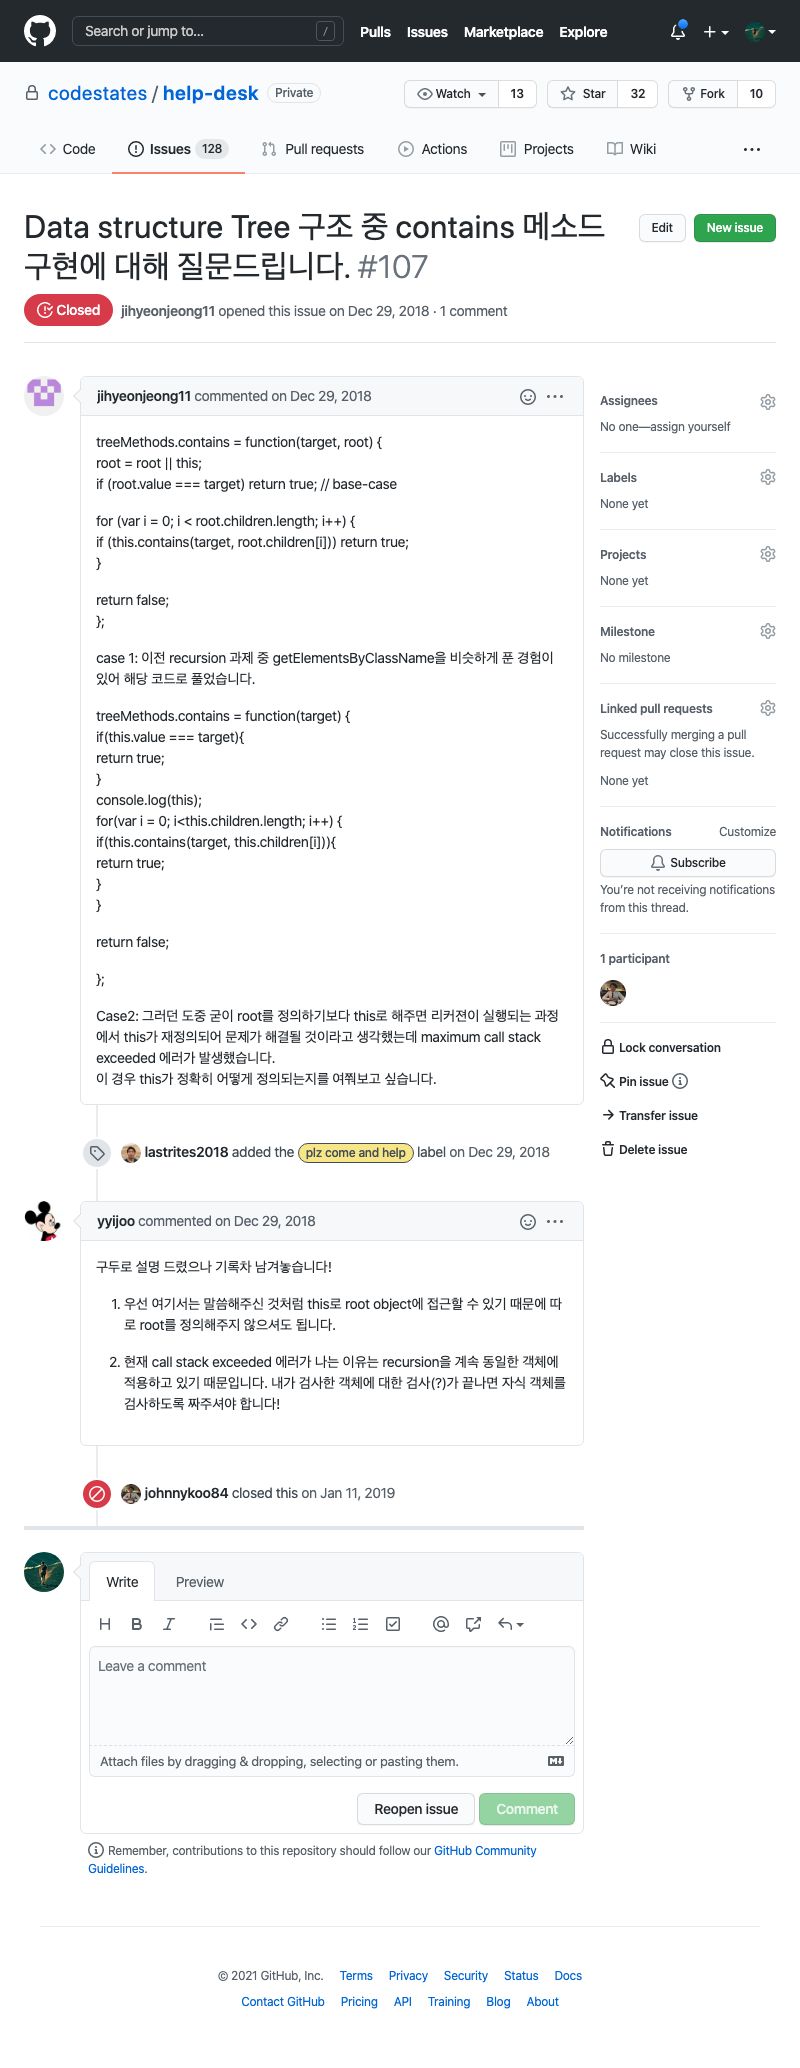 Search or jump to... /
Pulls Issues Marketplace Explore
codestates / help-desk Private
Watch 13 Star 32 Fork 10
Code Issues 128 Pull requests Actions Projects Wiki ...
Data structure Tree 구조 중 contains 메소드
구현에 대해 질문드립니다. #107
Edit New issue
Closed jihyeonjeong11 opened this issue on Dec 29, 2018 · 1 comment
jihyeonjeong11 commented on Dec 29, 2018
treeMethods.contains = function(target, root) {
root = root || this;
if (root.value === target) return true; // base-case
for (var i = 0; i < root.children.length; i++) {
if (this.contains(target, root.children[i])) return true;
}
return false;
};
case 1: 이전 recursion 과제 중 getElementsByClassName을 비슷하게 푼 경험이
있어 해당 코드로 풀었습니다.
treeMethods.contains = function(target) {
if(this.value === target){
return true;
}
console.log(this);
for(var i = 0; i<this.children.length; i++) {
if(this.contains(target, this.children[i])){
return true;
}
}
return false;
};
Case2: 그러던 도중 굳이 root를 정의하기보다 this로 해주면 리커젼이 실행되는 과정
에서 this가 재정의되어 문제가 해결될 것이라고 생각했는데 maximum call stack
exceeded 에러가 발생했습니다.
이 경우 this가 정확히 어떻게 정의되는지를 여쭤보고 싶습니다.
lastrites2018 added the plz come and help label on Dec 29, 2018
yyijoo commented on Dec 29, 2018
구두로 설명 드렸으나 기록차 남겨놓습니다!
1. 우선 여기서는 말씀해주신 것처럼 this로 root object에 접근할 수 있기 때문에 따
로 root를 정의해주지 않으셔도 됩니다.
2. 현재 call stack exceeded 에러가 나는 이유는 recursion을 계속 동일한 객체에
적용하고 있기 때문입니다. 내가 검사한 객체에 대한 검사(?)가 끝나면 자식 객체를
검사하도록 짜주셔야 합니다!
johnnykoo84 closed this on Jan 11, 2019
Write Preview
H B I
Leave a comment
Attach files by dragging & dropping, selecting or pasting them.
Reopen issue Comment
Remember, contributions to this repository should follow our GitHub Community
Guidelines.
Assignees
No one—assign yourself
Labels
None yet
Projects
None yet
Milestone
No milestone
Linked pull requests
Successfully merging a pull
request may close this issue.
None yet
Notifications Customize
Subscribe
You're not receiving notifications
from this thread.
1 participant
Lock conversation
Pin issue
Transfer issue
Delete issue
© 2021 GitHub, Inc. Terms Privacy Security Status Docs
Contact GitHub Pricing API Training Blog About